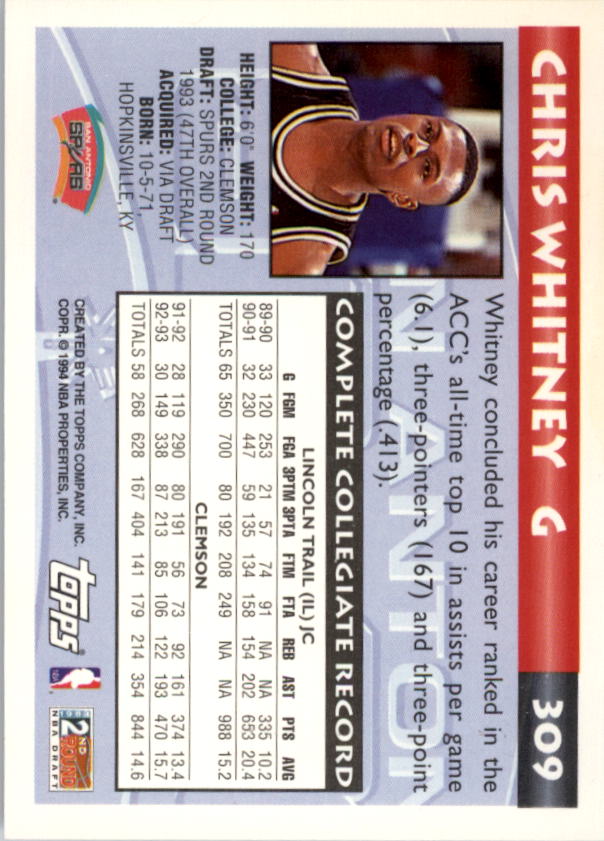 CHRIS WHITNEY G 309
Whitney concluded his career ranked in the
ACC's all-time top 10 in assists per game
(6.1), three-pointers (167) and three-point
percentage (.413).
HEIGHT: 6'0" WEIGHT: 170
COLLEGE: CLEMSON
DRAFT: SPURS 2ND ROUND
1993 (47TH OVERALL)
ACQUIRED: VIA DRAFT
BORN: 10-5-71,
HOPKINSVILLE, KY
SAN ANTONIO
SPURS
COMPLETE COLLEGIATE RECORD
LINCOLN TRAIL (IL) JC
G FGM FGA 3PTM 3PTA FTM FTA REB AST PTS AVG
89-90 33 120 253 21 57 74 91 NA NA 335 10.2
90-91 32 230 447 59 135 134 158 154 202 653 20.4
TOTALS 65 350 700 80 192 208 249 NA NA 988 15.2
CLEMSON
91-92 28 119 290 80 191 56 73 92 161 374 13.4
92-93 30 149 338 87 213 85 106 122 193 470 15.7
TOTALS 58 268 628 167 404 141 179 214 354 844 14.6
CREATED BY THE TOPPS COMPANY, INC.
COPR. © 1994 NBA PROPERTIES, INC.
Topps®
NBA
2ND
ROUND
NBA DRAFT